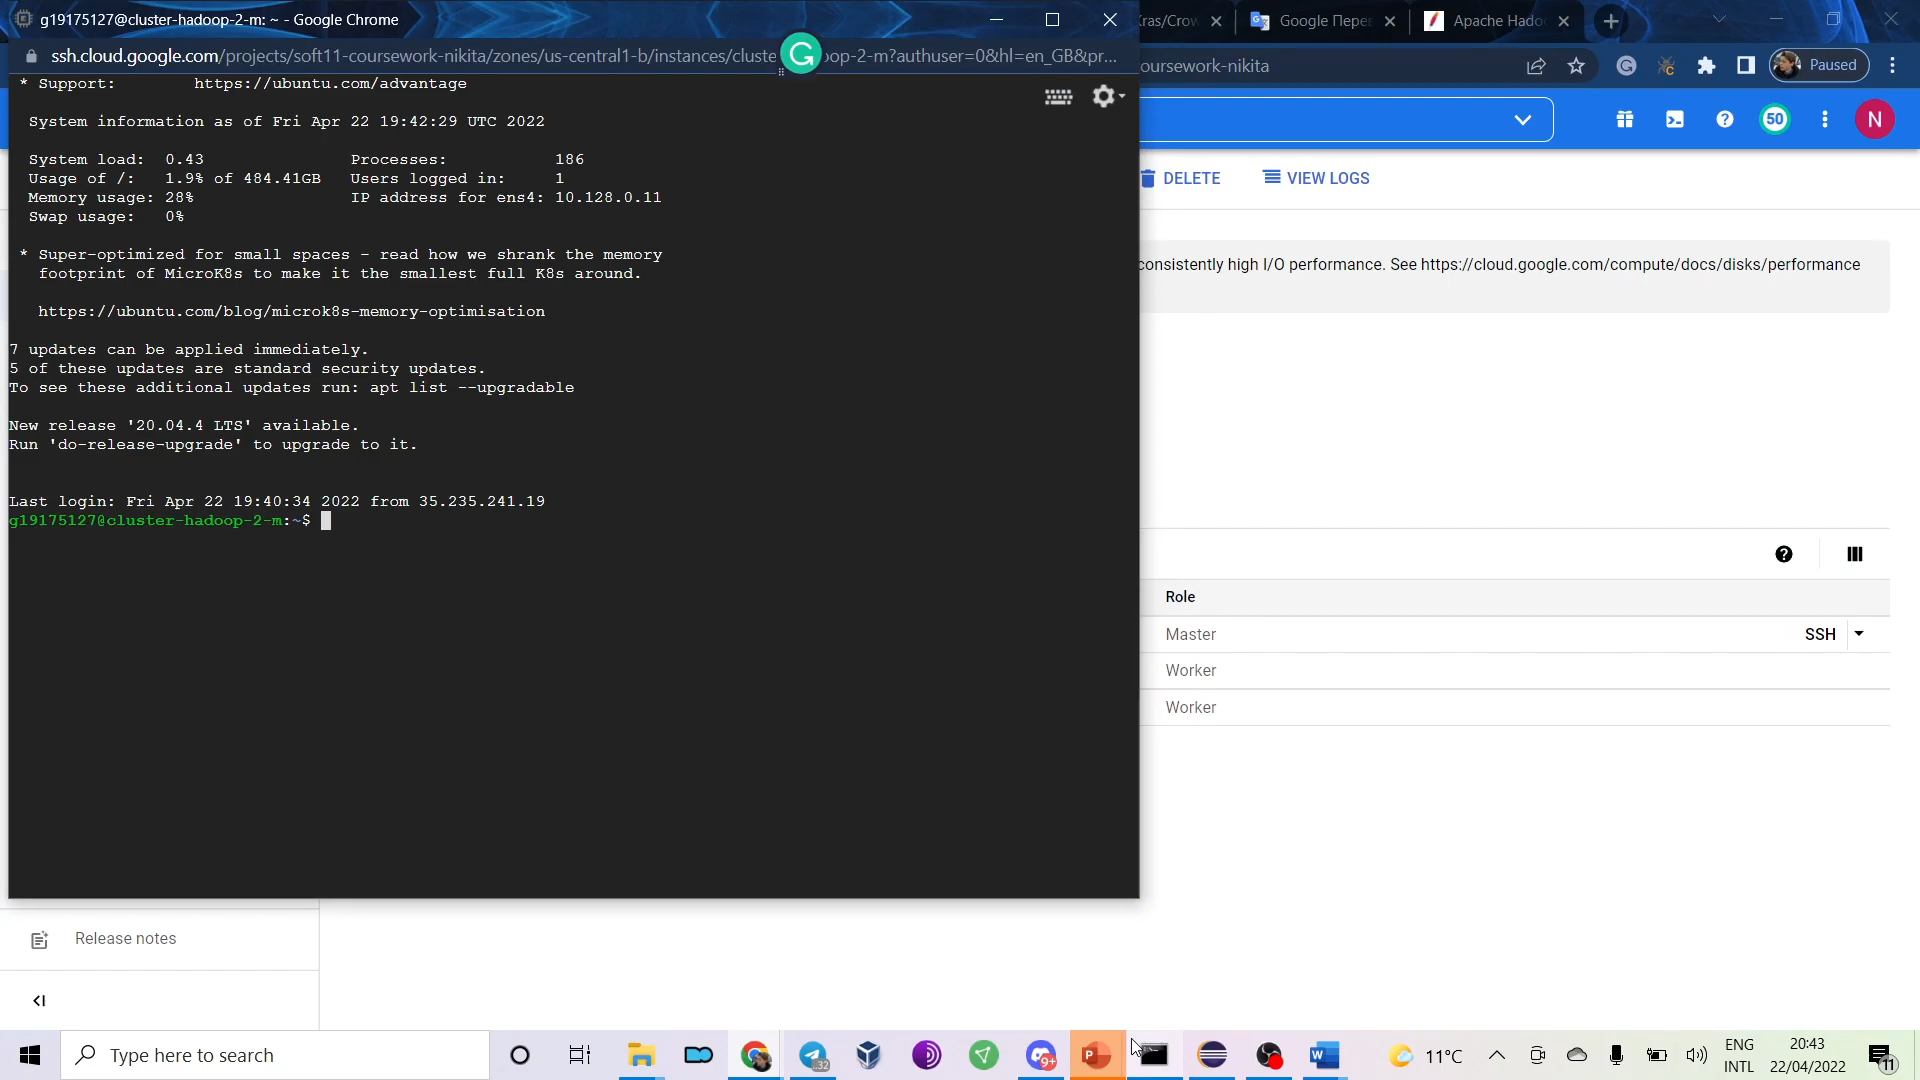 g19175127@cluster-hadoop-2-m: ~ - Google Chrome
ssh.cloud.google.com/projects/soft11-coursework-nikita/zones/us-central1-b/instances/cluste op-2-m?authuser=0&hl=en_GB&pr...
* Support: https://ubuntu.com/advantage
System information as of Fri Apr 22 19:42:29 UTC 2022
System load: 0.43 Processes: 186
Usage of /: 1.9% of 484.41GB Users logged in: 1
Memory usage: 28% IP address for ens4: 10.128.0.11
Swap usage: 0%
* Super-optimized for small spaces - read how we shrank the memory
footprint of MicroK8s to make it the smallest full K8s around.
https://ubuntu.com/blog/microk8s-memory-optimisation
7 updates can be applied immediately.
5 of these updates are standard security updates.
To see these additional updates run: apt list --upgradable
New release '20.04.4 LTS' available.
Run 'do-release-upgrade' to upgrade to it.
Last login: Fri Apr 22 19:40:34 2022 from 35.235.241.19
g19175127@cluster-hadoop-2-m:~$
Google Пере
Apache Hado
oursework-nikita
Paused
50
N
DELETE
VIEW LOGS
consistently high I/O performance. See https://cloud.google.com/compute/docs/disks/performance
Role
Master SSH
Worker
Worker
Release notes
Type here to search
32
9+
11°C
ENG
INTL
20:43
22/04/2022
11